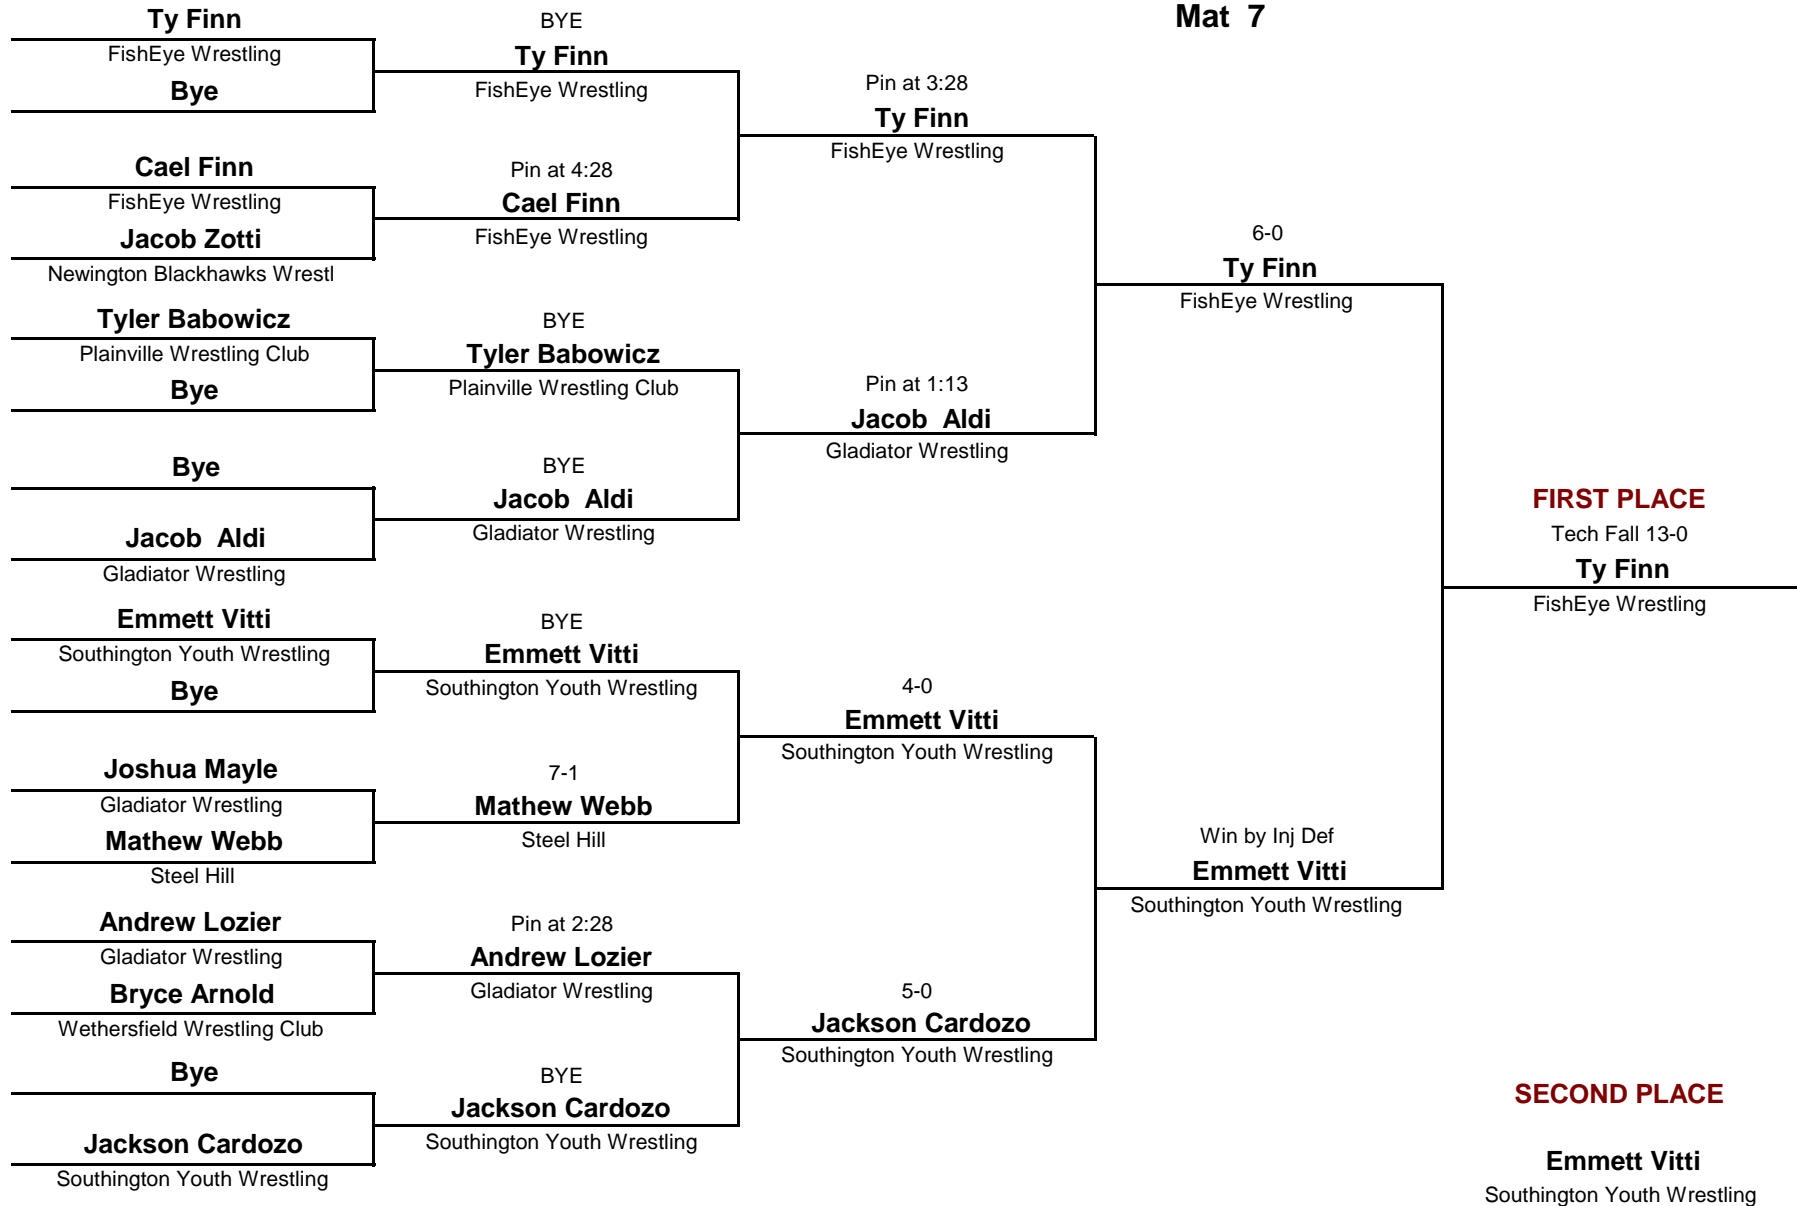 Mat 7
Ty Finn
FishEye Wrestling
Bye
Cael Finn
FishEye Wrestling
Jacob Zotti
Newington Blackhawks Wrestl
Tyler Babowicz
Plainville Wrestling Club
Bye
Bye
Jacob Aldi
Gladiator Wrestling
Emmett Vitti
Southington Youth Wrestling
Bye
Joshua Mayle
Gladiator Wrestling
Mathew Webb
Steel Hill
Andrew Lozier
Gladiator Wrestling
Bryce Arnold
Wethersfield Wrestling Club
Bye
Jackson Cardozo
Southington Youth Wrestling
BYE
Ty Finn
FishEye Wrestling
Pin at 4:28
Cael Finn
FishEye Wrestling
BYE
Tyler Babowicz
Plainville Wrestling Club
BYE
Jacob Aldi
Gladiator Wrestling
BYE
Emmett Vitti
Southington Youth Wrestling
7-1
Mathew Webb
Steel Hill
Pin at 2:28
Andrew Lozier
Gladiator Wrestling
BYE
Jackson Cardozo
Southington Youth Wrestling
Pin at 3:28
Ty Finn
FishEye Wrestling
Pin at 1:13
Jacob Aldi
Gladiator Wrestling
4-0
Emmett Vitti
Southington Youth Wrestling
5-0
Jackson Cardozo
Southington Youth Wrestling
6-0
Ty Finn
FishEye Wrestling
Win by Inj Def
Emmett Vitti
Southington Youth Wrestling
FIRST PLACE
Tech Fall 13-0
Ty Finn
FishEye Wrestling
SECOND PLACE
Emmett Vitti
Southington Youth Wrestling